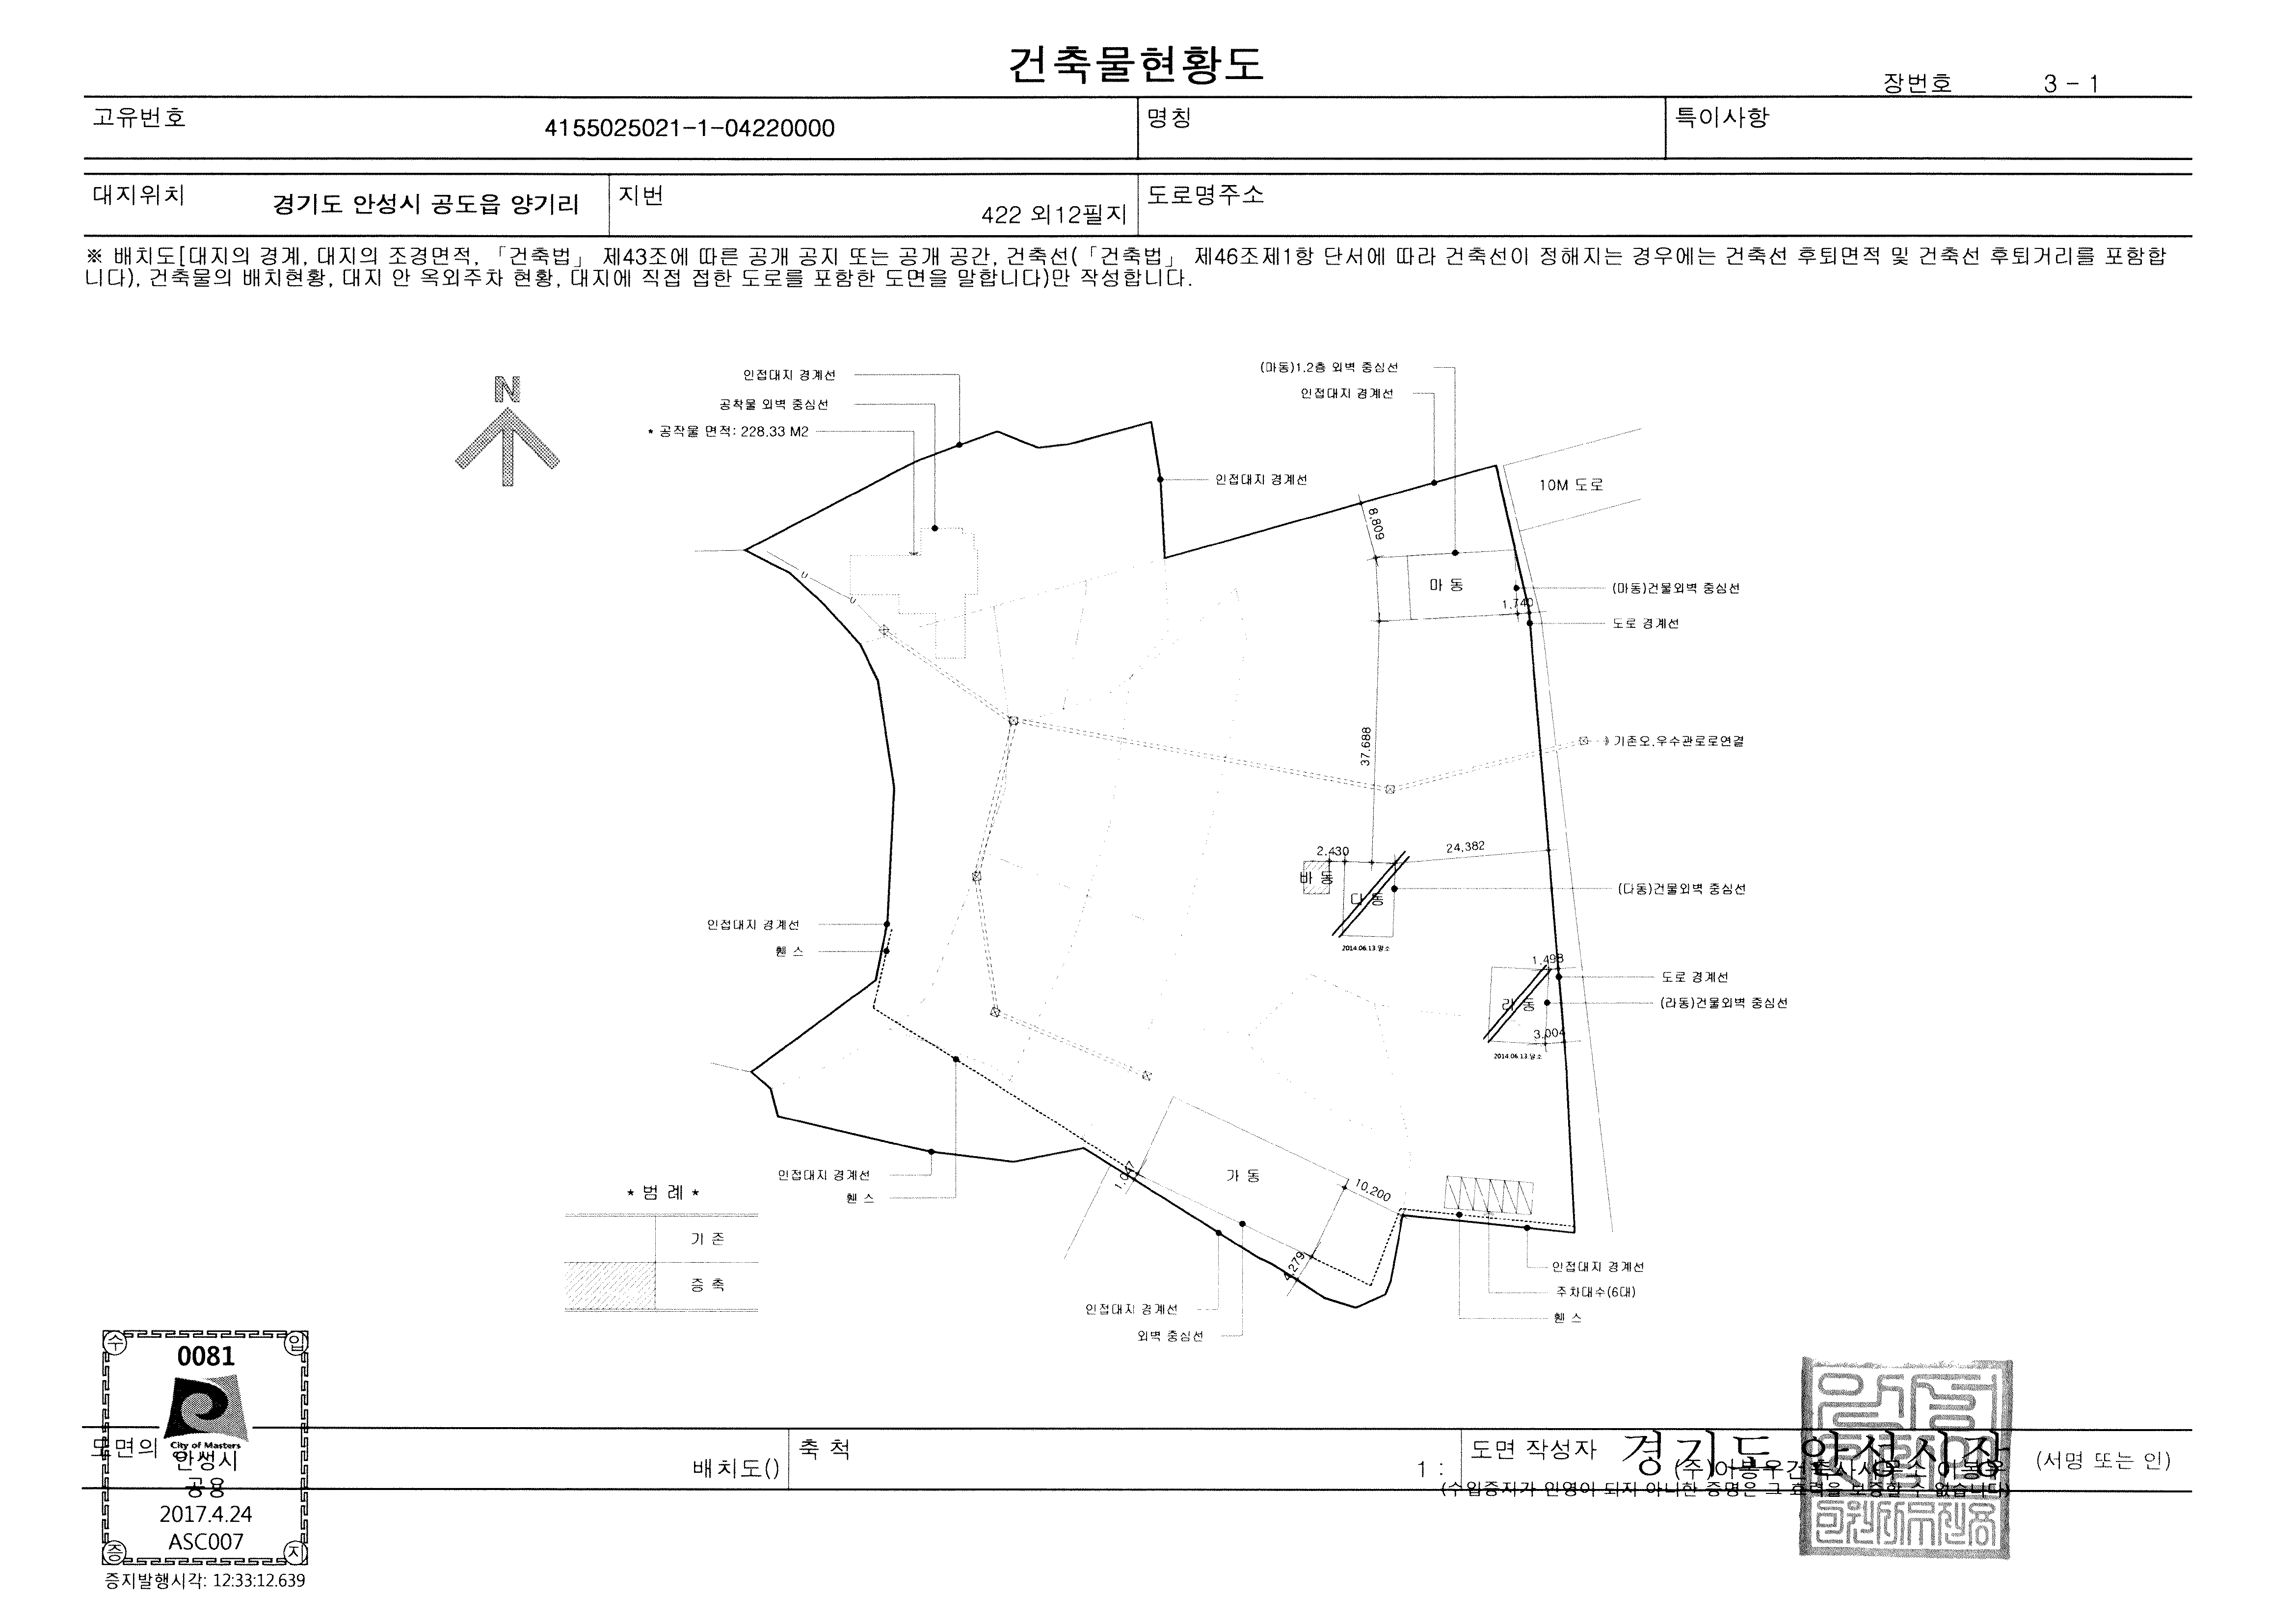 건축물현황도
장번호 3 - 1
고유번호 4155025021-1-04220000 명칭 특이사항
대지위치 경기도 안성시 공도읍 양기리 지번 422 외12필지 도로명주소
※ 배치도[대지의 경계, 대지의 조경면적, 「건축법」 제43조에 따른 공개 공지 또는 공개 공간, 건축선(「건축법」 제46조제1항 단서에 따라 건축선이 정해지는 경우에는 건축선 후퇴면적 및 건축선 후퇴거리를 포함합
니다), 건축물의 배치현황, 대지 안 옥외주차 현황, 대지에 직접 접한 도로를 포함한 도면을 말합니다)만 작성합니다.
N
인접대지 경계선
공작물 외벽 중심선
* 공작물 면적: 228.33 M2
(마동)1,2층 외벽 중심선
인접대지 경계선
인접대지 경계선
10M 도로
8,809
마 동
(마동)건물외벽 중심선
1,740
도로 경계선
U
U
37,688
기존오,우수관로로연결
2,430
24,382
바 동
다 동
(다동)건물외벽 중심선
2014.06.13.말소
인접대지 경계선
휀 스
1,498
도로 경계선
라 동
(라동)건물외벽 중심선
3,004
2014.06.13.말소
가 동
10,200
인접대지 경계선
휀 스
4,279
* 범 례 *
기 존
증 축
인접대지 경계선
주차대수(6대)
휀 스
인접대지 경계선
외벽 중심선
수 입
0081
City of Masters
안성시
공용
2017.4.24
ASC007
증 지
증지발행시각: 12:33:12.639
도면의
배치도()
축 척
1 :
도면 작성자
경기도 안성시장
(서명 또는 인)
(수입증지가 인영이 되지 아니한 증명은 그 효력을 보증할 수 없습니다)